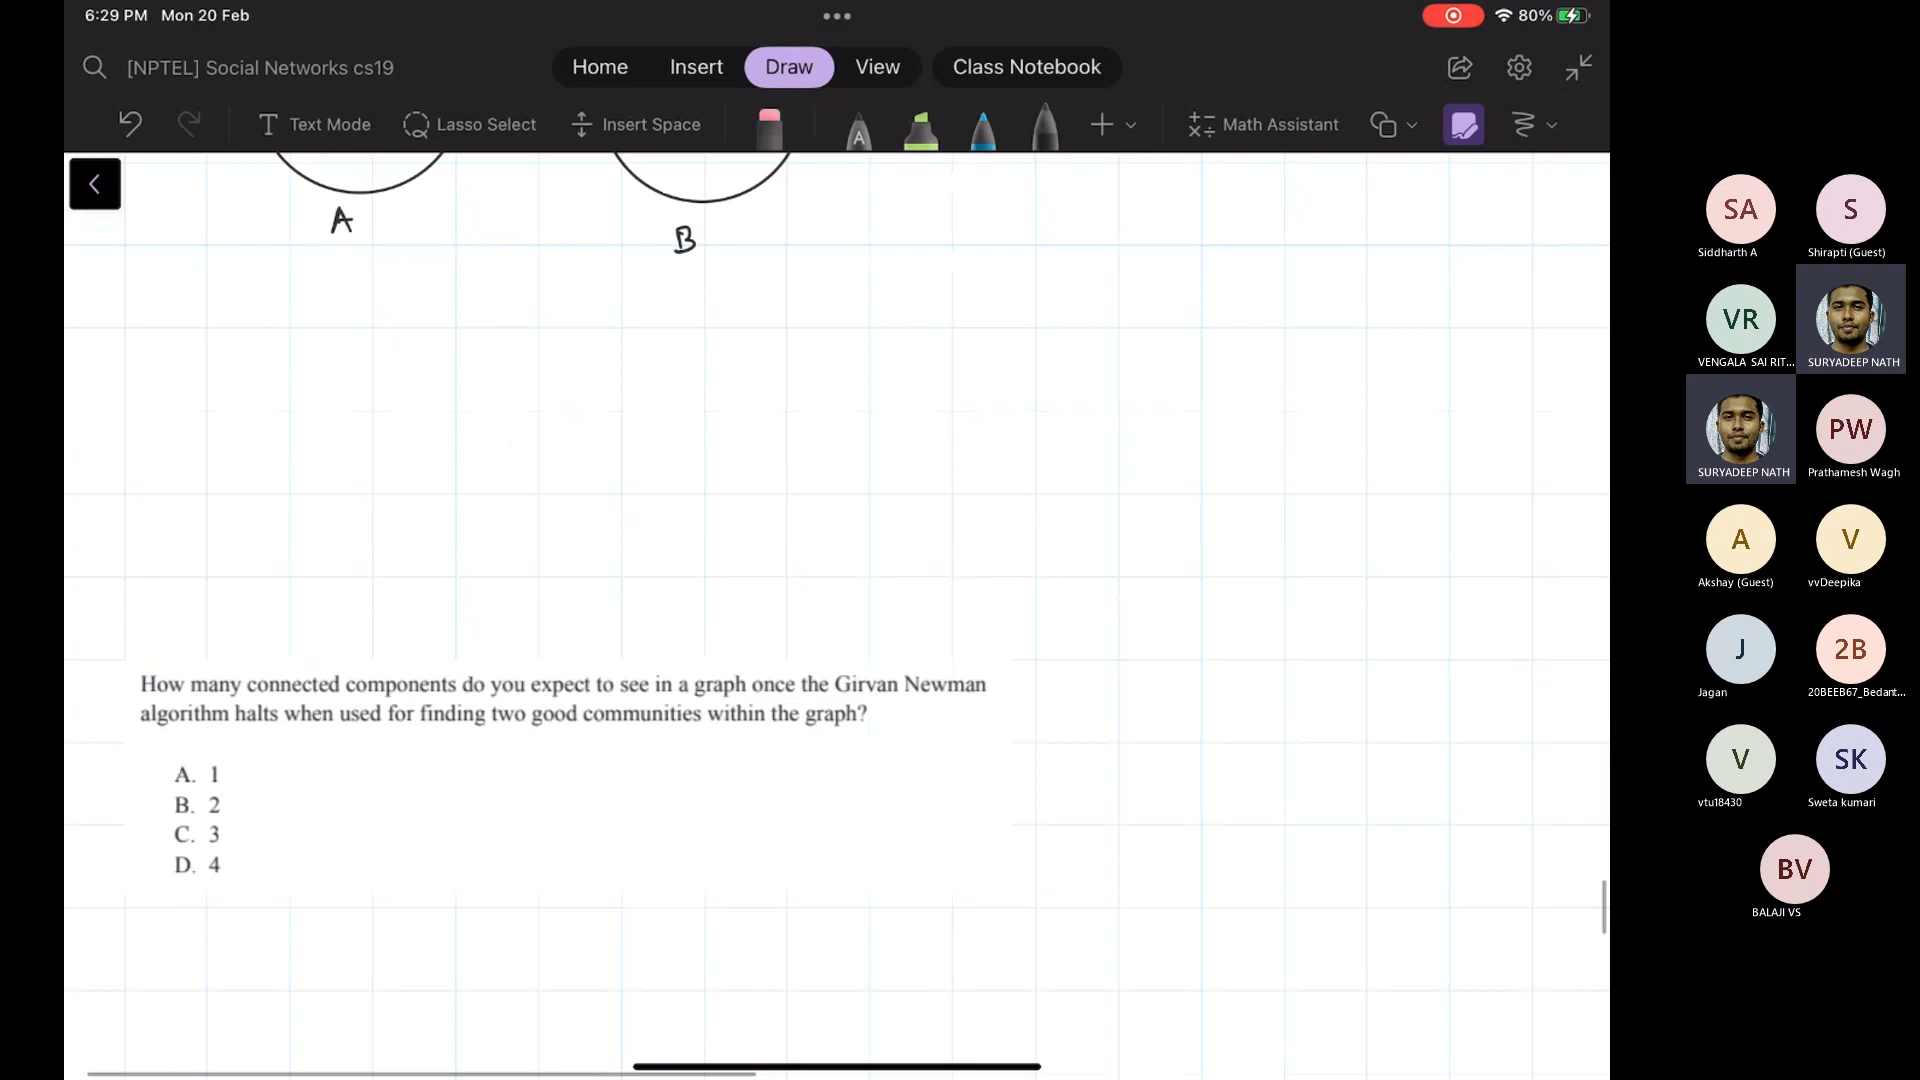 6:29 PM Mon 20 Feb
80%
[NPTEL] Social Networks cs19
Home Insert Draw View Class Notebook
Text Mode Lasso Select Insert Space A Math Assistant
A
B
How many connected components do you expect to see in a graph once the Girvan Newman
algorithm halts when used for finding two good communities within the graph?
A. 1
B. 2
C. 3
D. 4
SA S
Siddharth A Shirapti (Guest)
VR
VENGALA SAI RIT... SURYADEEP NATH
PW
SURYADEEP NATH Prathamesh Wagh
A V
Akshay (Guest) vvDeepika
J 2B
Jagan 20BEEB67_Bedant...
V SK
vtu18430 Sweta kumari
BV
BALAJI VS